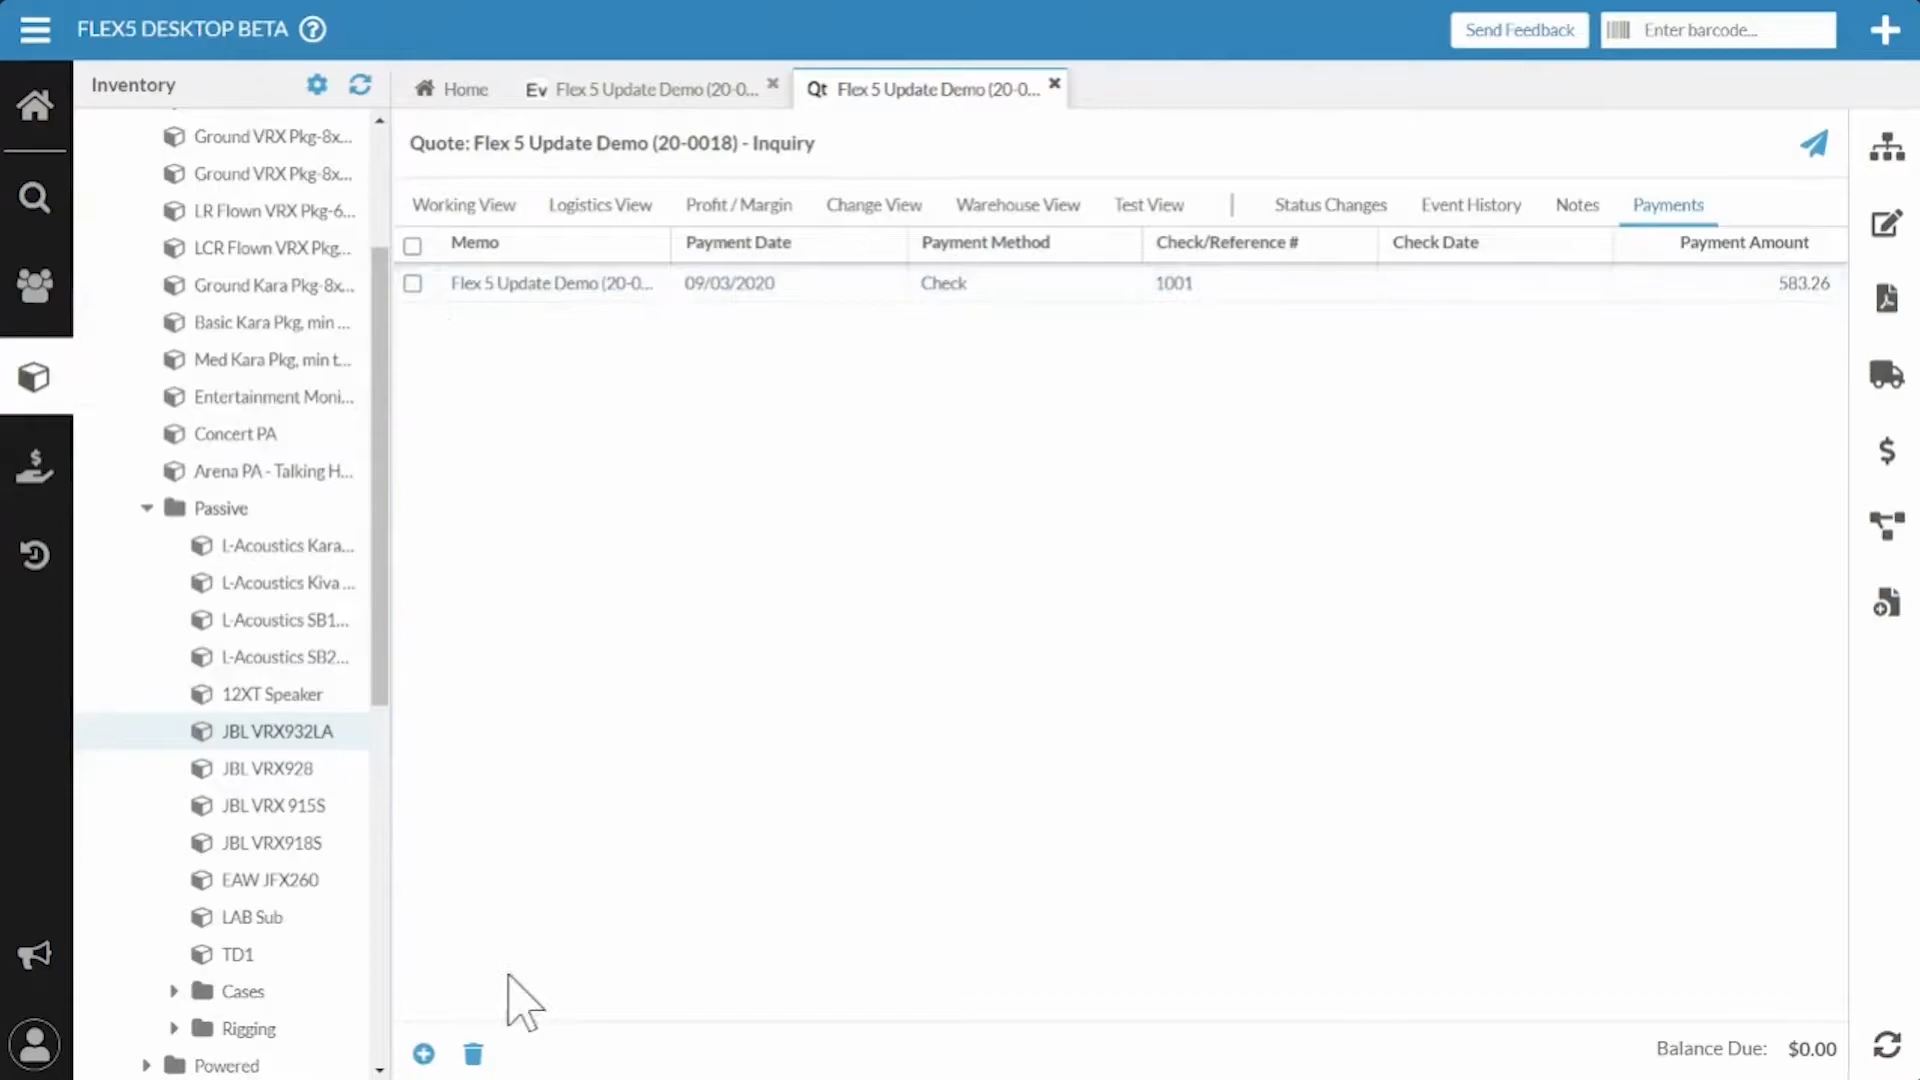 FLEX5 DESKTOP BETA ?
Send Feedback
Enter barcode...
Inventory
Home
Ev Flex 5 Update Demo (20-0...
Qt Flex 5 Update Demo (20-0...
Quote: Flex 5 Update Demo (20-0018) - Inquiry
Working View
Logistics View
Profit / Margin
Change View
Warehouse View
Test View
Status Changes
Event History
Notes
Payments
Memo
Payment Date
Payment Method
Check/Reference #
Check Date
Payment Amount
Flex 5 Update Demo (20-0...
09/03/2020
Check
1001
583.26
Ground VRX Pkg-8x...
Ground VRX Pkg-8x...
LR Flown VRX Pkg-6...
LCR Flown VRX Pkg...
Ground Kara Pkg-8x...
Basic Kara Pkg, min ...
Med Kara Pkg, min t...
Entertainment Moni...
Concert PA
Arena PA - Talking H...
Passive
L-Acoustics Kara...
L-Acoustics Kiva ...
L-Acoustics SB1...
L-Acoustics SB2...
12XT Speaker
JBL VRX932LA
JBL VRX928
JBL VRX 915S
JBL VRX918S
EAW JFX260
LAB Sub
TD1
Cases
Rigging
Powered
Balance Due: $0.00